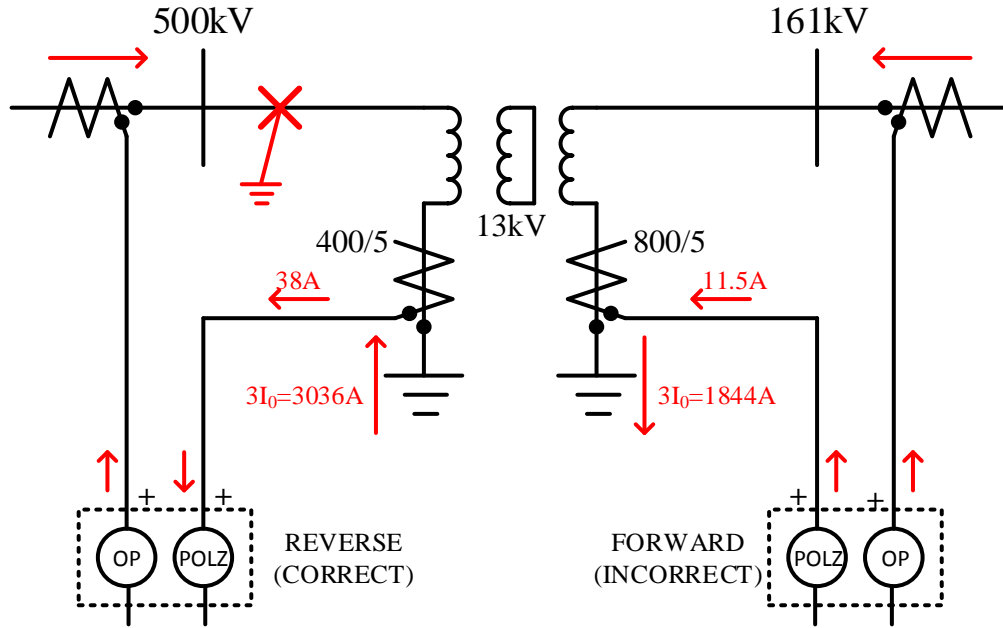 500kV
161kV
13kV
400/5
800/5
38A
11.5A
3I₀=3036A
3I₀=1844A
+
+
+
+
OP
POLZ
REVERSE
(CORRECT)
FORWARD
(INCORRECT)
POLZ
OP